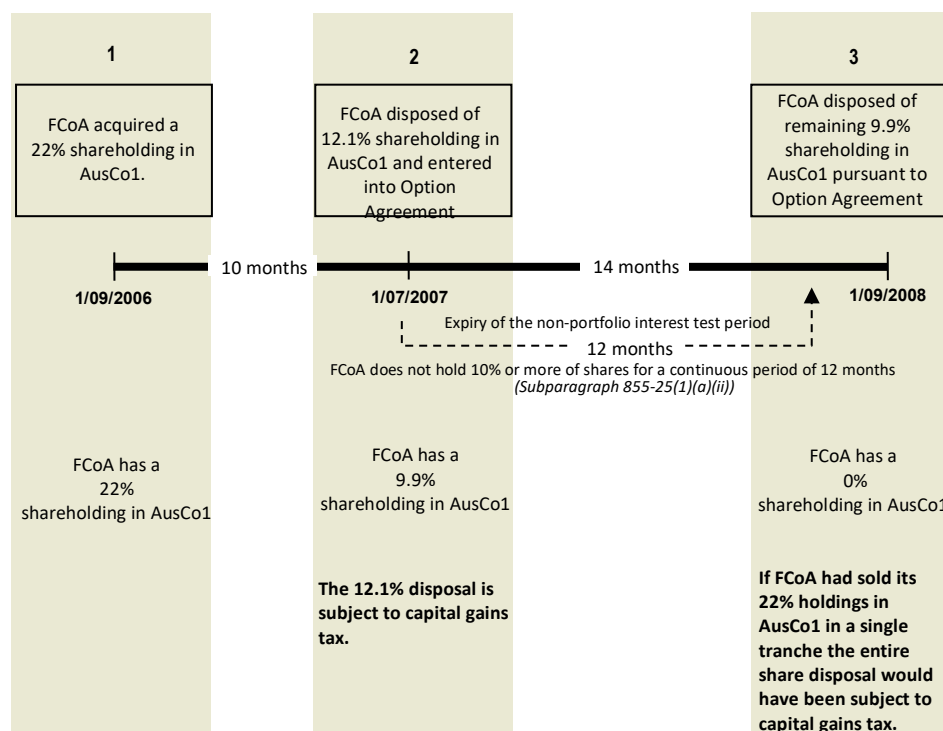 1
FCoA acquired a
22% shareholding in
AusCo1.
2
FCoA disposed of
12.1% shareholding in
AusCo1 and entered
into Option
Agreement
3
FCoA disposed of
remaining 9.9%
shareholding in
AusCo1 pursuant to
Option Agreement
10 months
14 months
1/09/2006
1/07/2007
1/09/2008
Expiry of the non-portfolio interest test period
12 months
FCoA does not hold 10% or more of shares for a continuous period of 12 months
(Subparagraph 855-25(1)(a)(ii))
FCoA has a
22%
shareholding in AusCo1
FCoA has a
9.9%
shareholding in AusCo1
FCoA has a
0%
shareholding in AusCo1
The 12.1% disposal is
subject to capital gains
tax.
If FCoA had sold its
22% holdings in
AusCo1 in a single
tranche the entire
share disposal would
have been subject to
capital gains tax.